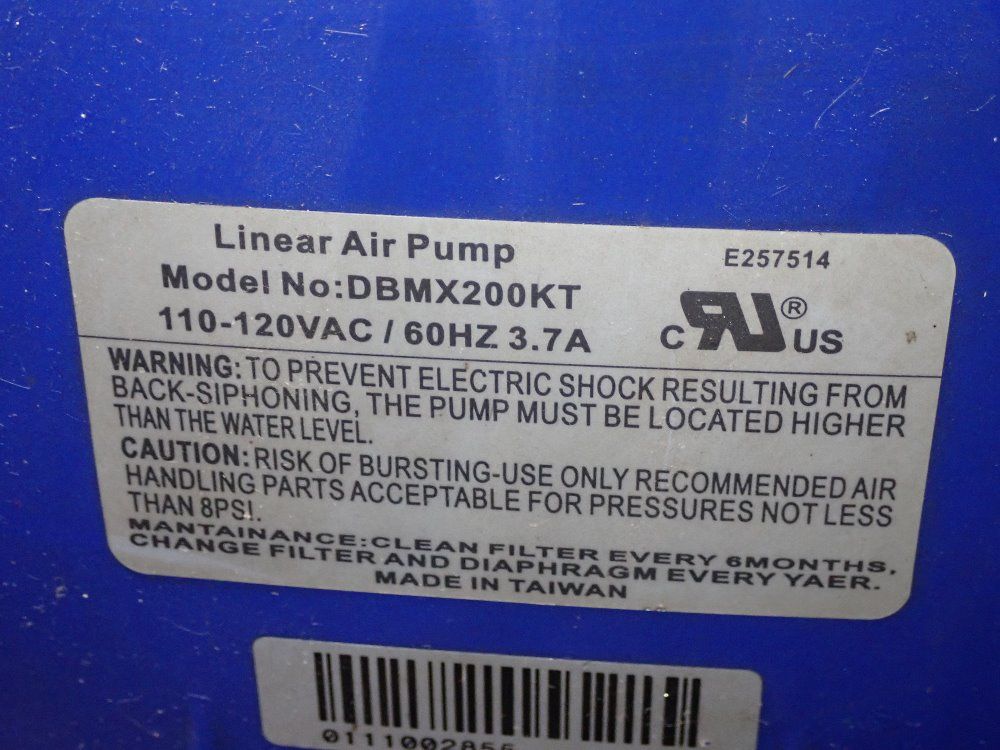 Linear Air Pump
E257514
Model No:DBMX200KT
110-120VAC / 60HZ 3.7A
C RU ® US
WARNING: TO PREVENT ELECTRIC SHOCK RESULTING FROM
BACK-SIPHONING, THE PUMP MUST BE LOCATED HIGHER
THAN THE WATER LEVEL.
CAUTION: RISK OF BURSTING-USE ONLY RECOMMENDED AIR
HANDLING PARTS ACCEPTABLE FOR PRESSURES NOT LESS
THAN 8PSI.
MANTAINANCE:CLEAN FILTER EVERY 6MONTHS,
CHANGE FILTER AND DIAPHRAGM EVERY YAER.
MADE IN TAIWAN
0111002855